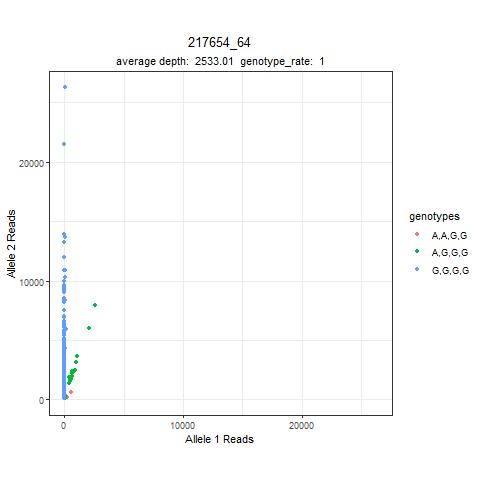 217654_64
average depth:  2533.01  genotype_rate:  1
Allele 2 Reads
20000
10000
0
0
10000
20000
Allele 1 Reads
genotypes
A,A,G,G
A,G,G,G
G,G,G,G